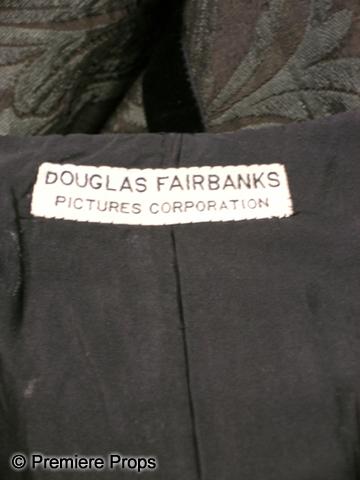 DOUGLAS FAIRBANKS
PICTURES CORPORATION
© Premiere Props